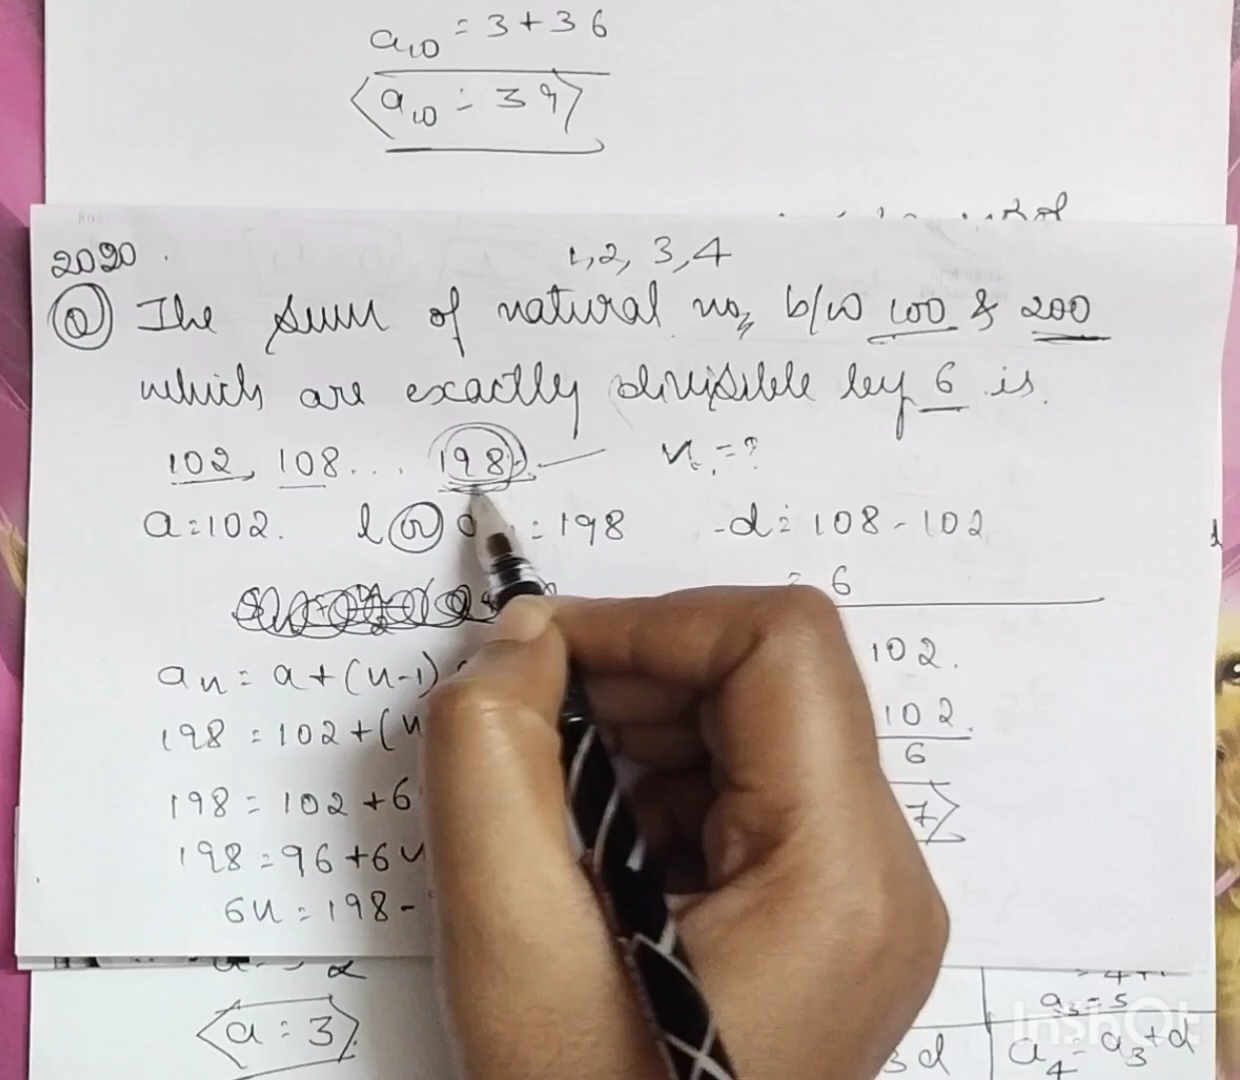 a10 = 3 + 36
a10 = 39
2020.
1, 2, 3, 4
Q The sum of natural nos b/w 100 & 200
which are exactly divisible by 6 is.
102, 108 ... 198. n = ?
a = 102. l or = 198 d = 108 - 102
= 6
an = a + (n-1) 102.
198 = 102 + (n 102.
6
198 = 102 + 6 7
198 = 96 + 6n
6n = 198 -
a = 3
a3 = 5
3d a4 = a3 + d
InShOt